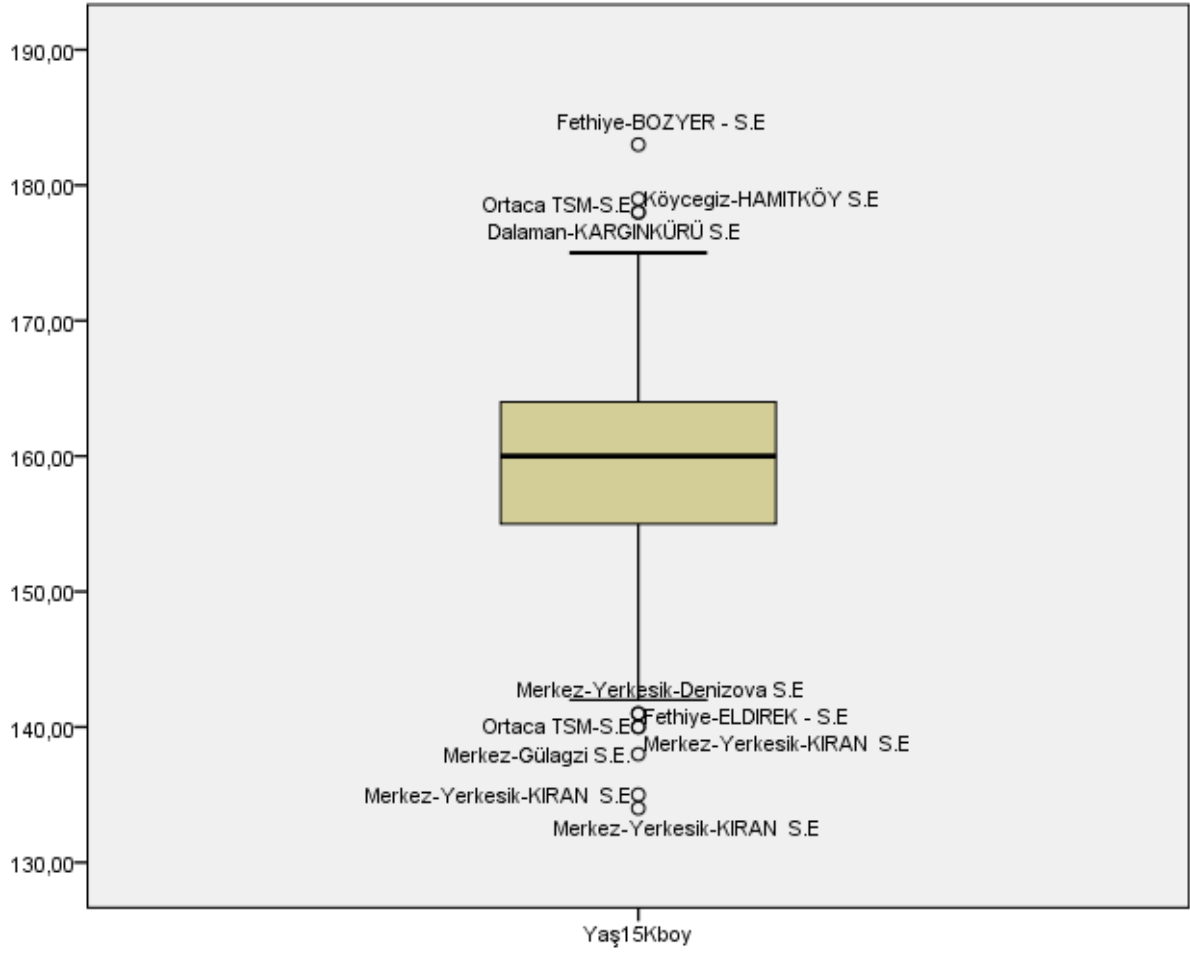 190,00
Fethiye-BOZYER - S.E
180,00
Köycegiz-HAMITKÖY S.E
Ortaca TSM-S.E
Dalaman-KARGINKÜRÜ S.E
170,00
160,00
150,00
Merkez-Yerkesik-Denizova S.E
Fethiye-ELDIREK - S.E
140,00
Ortaca TSM-S.E
Merkez-Yerkesik-KIRAN S.E
Merkez-Gülagzi S.E.
Merkez-Yerkesik-KIRAN S.E
Merkez-Yerkesik-KIRAN S.E
130,00
Yaş15Kboy